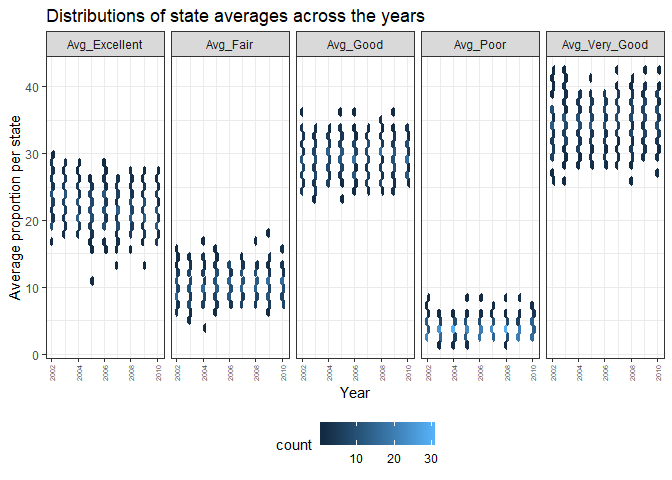 Distributions of state averages across the years
Avg_Excellent Avg_Fair Avg_Good Avg_Poor Avg_Very_Good
Average proportion per state
40
30
20
10
0
2002 2004 2006 2008 2010 2002 2004 2006 2008 2010 2002 2004 2006 2008 2010 2002 2004 2006 2008 2010 2002 2004 2006 2008 2010
Year
count
10 20 30